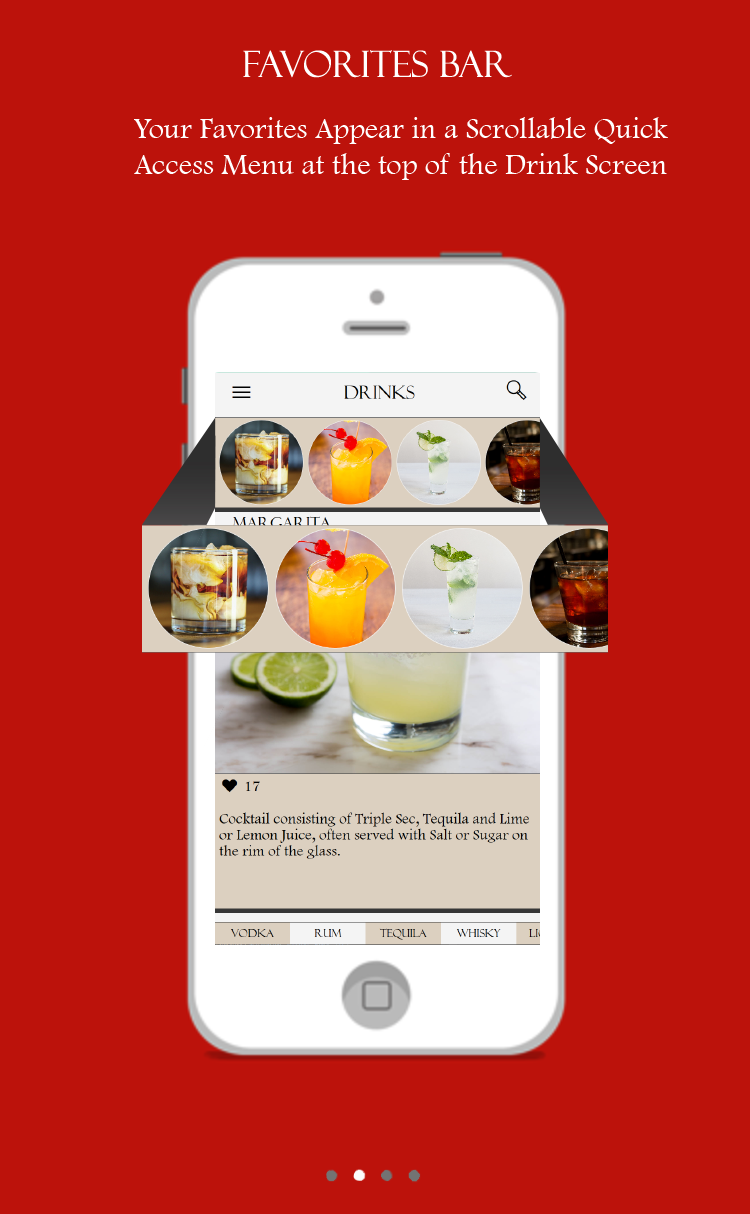 FAVORITES BAR
Your Favorites Appear in a Scrollable Quick
Access Menu at the top of the Drink Screen
DRINKS
MARGARITA
17
Cocktail consisting of Triple Sec, Tequila and Lime
or Lemon Juice, often served with Salt or Sugar on
the rim of the glass.
VODKA RUM TEQUILA WHISKY